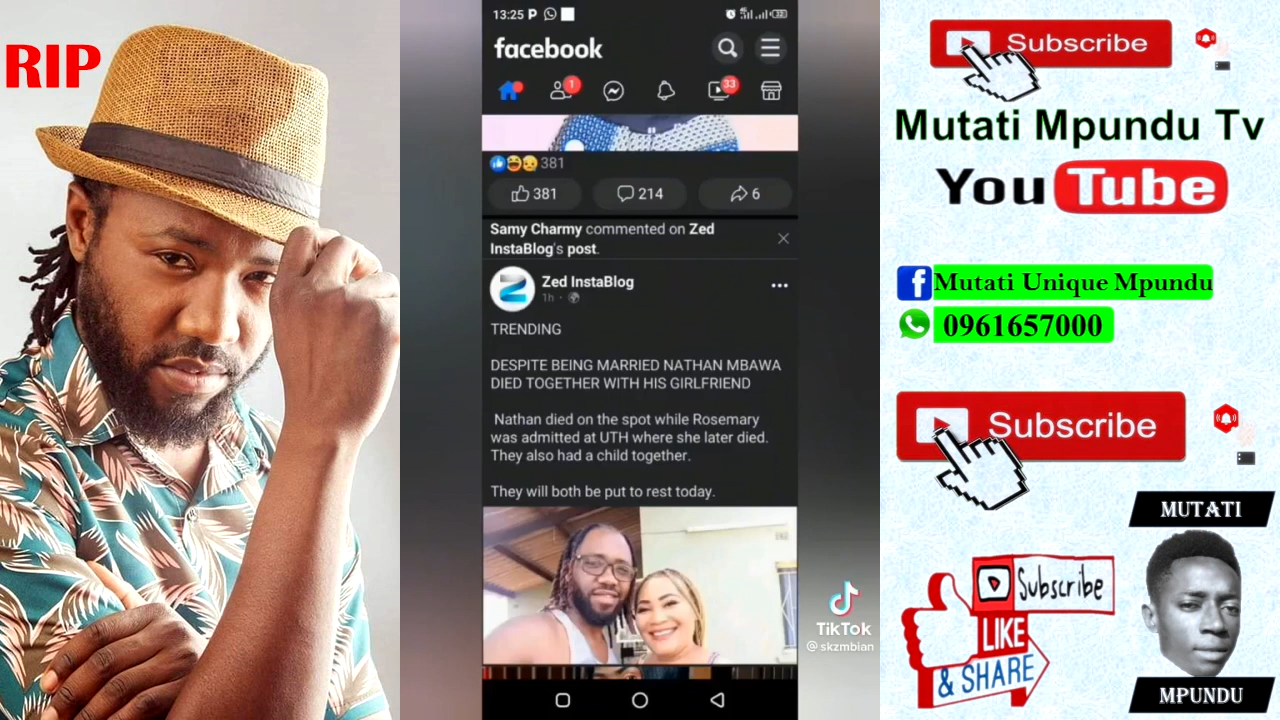 RIP
13:25 P
facebook
1
33
381
381
214
6
Samy Charmy commented on Zed
InstaBlog's post.
Zed InstaBlog
1h ·
TRENDING
DESPITE BEING MARRIED NATHAN MBAWA
DIED TOGETHER WITH HIS GIRLFRIEND
Nathan died on the spot while Rosemary
was admitted at UTH where she later died.
They also had a child together.
They will both be put to rest today.
TikTok
@skzmbian
Subscribe
Mutati Mpundu Tv
YouTube
Mutati Unique Mpundu
0961657000
Subscribe
MUTATI
Subscribe
LIKE
& SHARE
MPUNDU